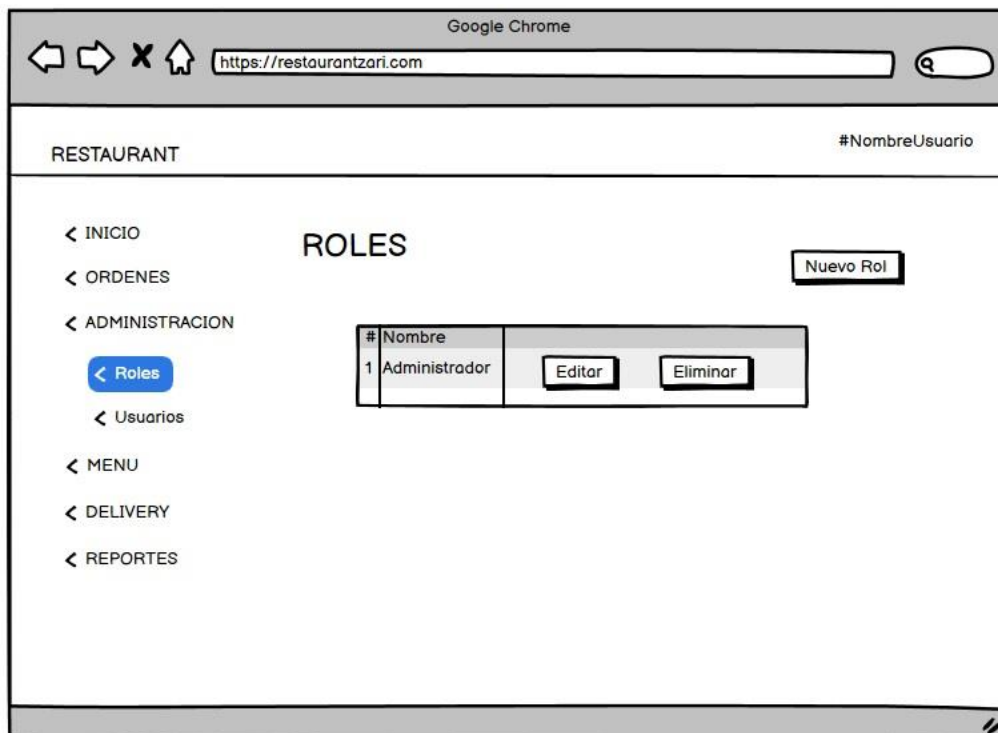 Google Chrome
https://restaurantzari.com
#NombreUsuario
RESTAURANT
INICIO
ORDENES
ADMINISTRACION
Roles
Usuarios
MENU
DELIVERY
REPORTES
ROLES
Nuevo Rol
# Nombre
1 Administrador Editar Eliminar